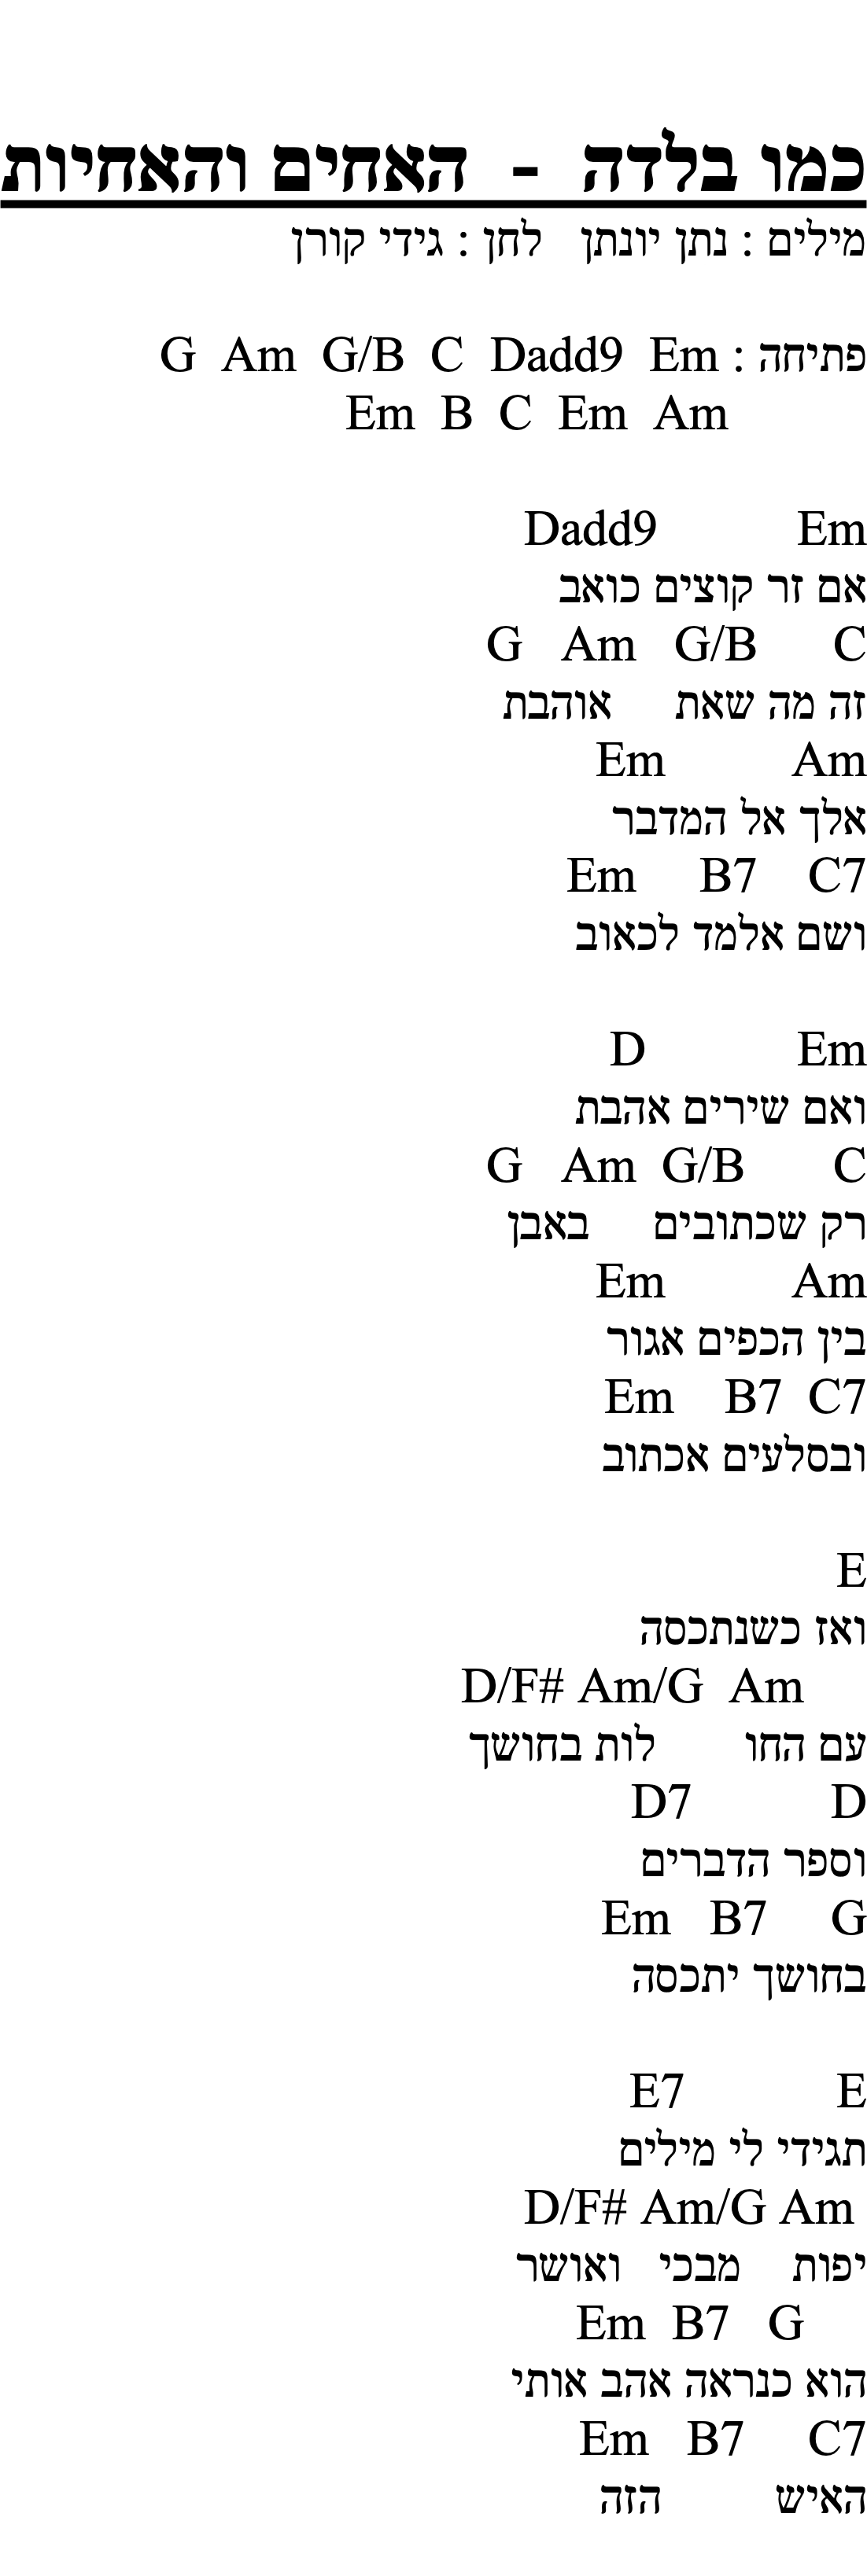 כמו בלדה - האחים והאחיות
מילים : נתן יונתן לחן : גידי קורן
פתיחה : G Am G/B C Dadd9 Em
Em B C Em Am
Dadd9 Em
אם זר קוצים כואב
G Am G/B C
זה מה שאת אוהבת
Em Am
אלך אל המדבר
Em B7 C7
ושם אלמד לכאוב
D Em
ואם שירים אהבת
G Am G/B C
רק שכתובים באבן
Em Am
בין הכפים אגור
Em B7 C7
ובסלעים אכתוב
E
ואז כשנתכסה
D/F# Am/G Am
עם החו לות בחושך
D7 D
וספר הדברים
Em B7 G
בחושך יתכסה
E7 E
תגידי לי מילים
D/F# Am/G Am
יפות מבכי ואושר
Em B7 G
הוא כנראה אהב אותי
Em B7 C7
האיש הזה